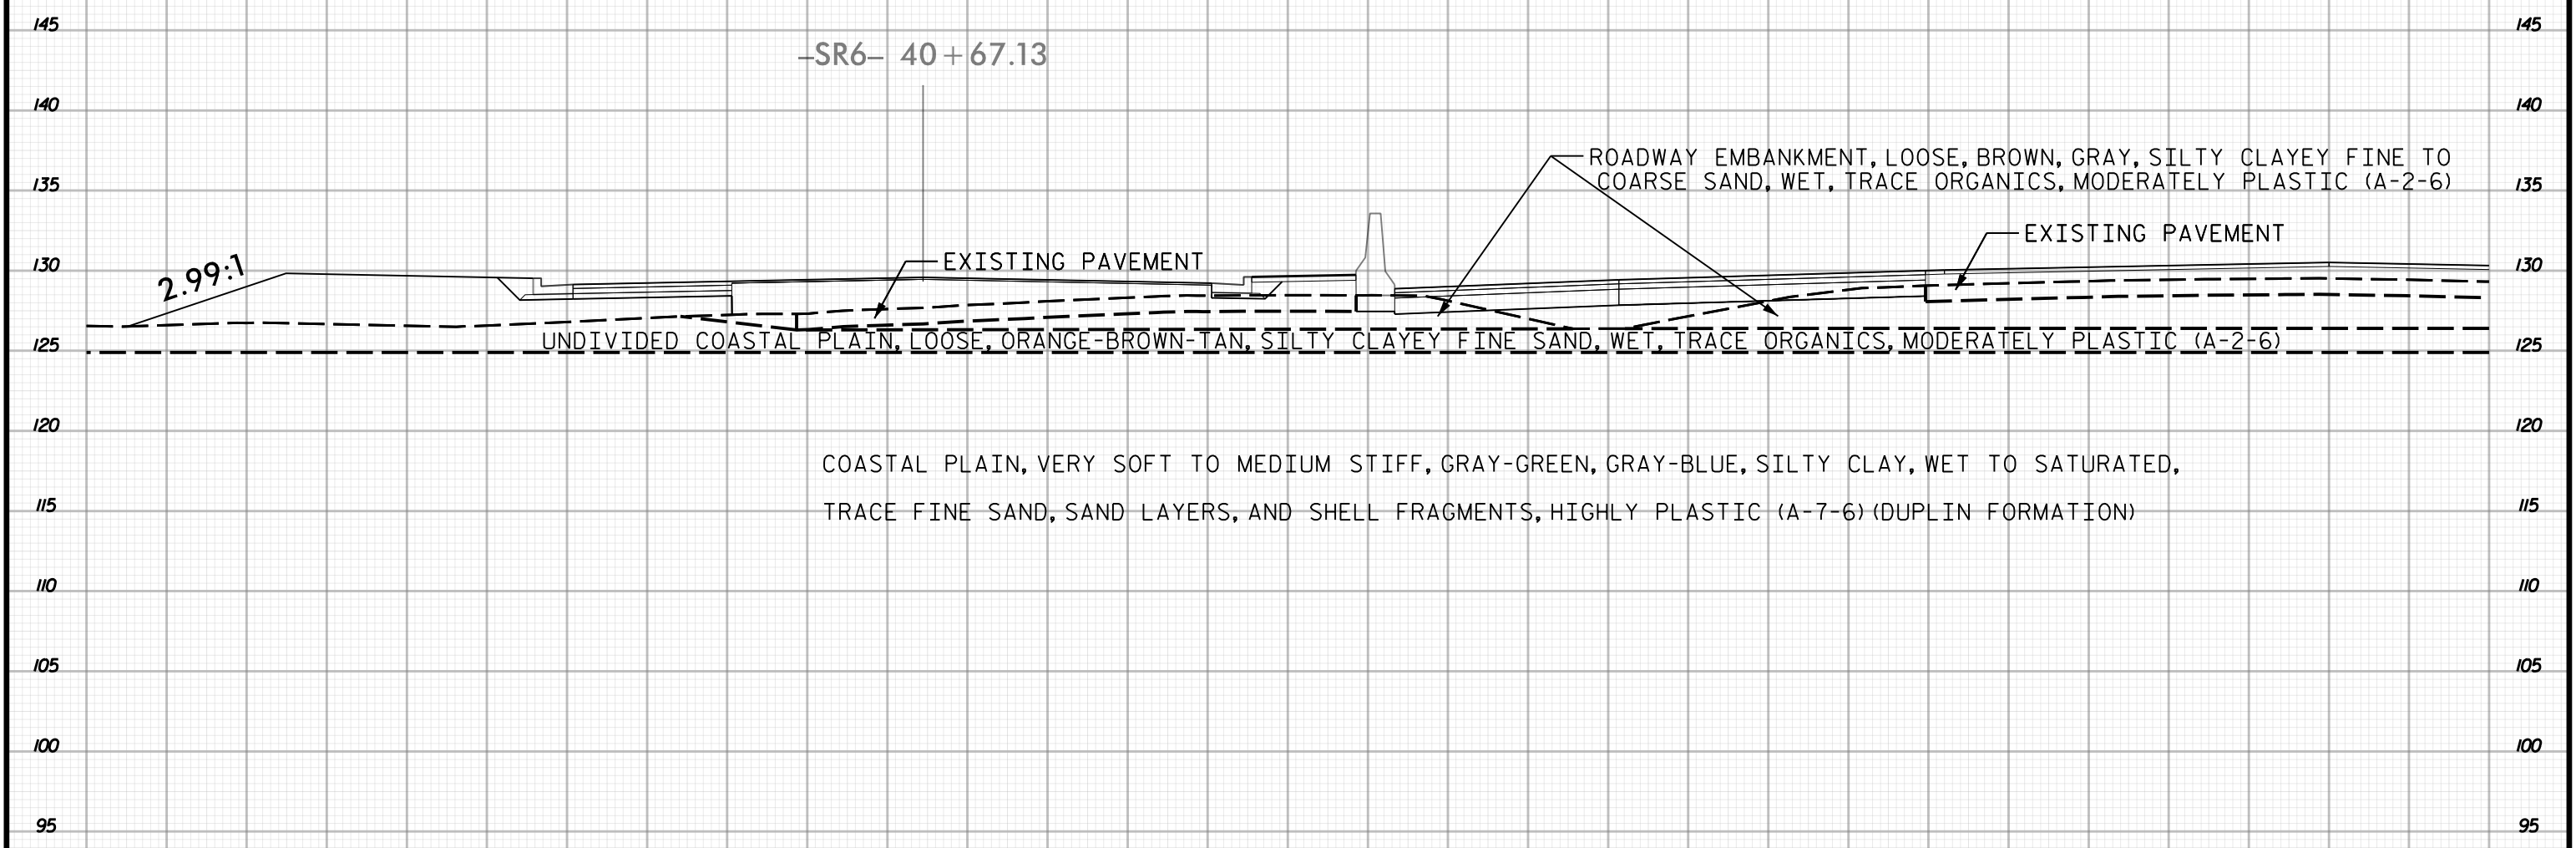 145 145
–SR6– 40+67.13
140 140
ROADWAY EMBANKMENT, LOOSE, BROWN, GRAY, SILTY CLAYEY FINE TO
COARSE SAND, WET, TRACE ORGANICS, MODERATELY PLASTIC (A-2-6)
135 135
EXISTING PAVEMENT
EXISTING PAVEMENT
130 130
2.99:1
UNDIVIDED COASTAL PLAIN, LOOSE, ORANGE-BROWN-TAN, SILTY CLAYEY FINE SAND, WET, TRACE ORGANICS, MODERATELY PLASTIC (A-2-6)
125 125
120 120
COASTAL PLAIN, VERY SOFT TO MEDIUM STIFF, GRAY-GREEN, GRAY-BLUE, SILTY CLAY, WET TO SATURATED,
115 115
TRACE FINE SAND, SAND LAYERS, AND SHELL FRAGMENTS, HIGHLY PLASTIC (A-7-6) (DUPLIN FORMATION)
110 110
105 105
100 100
95 95